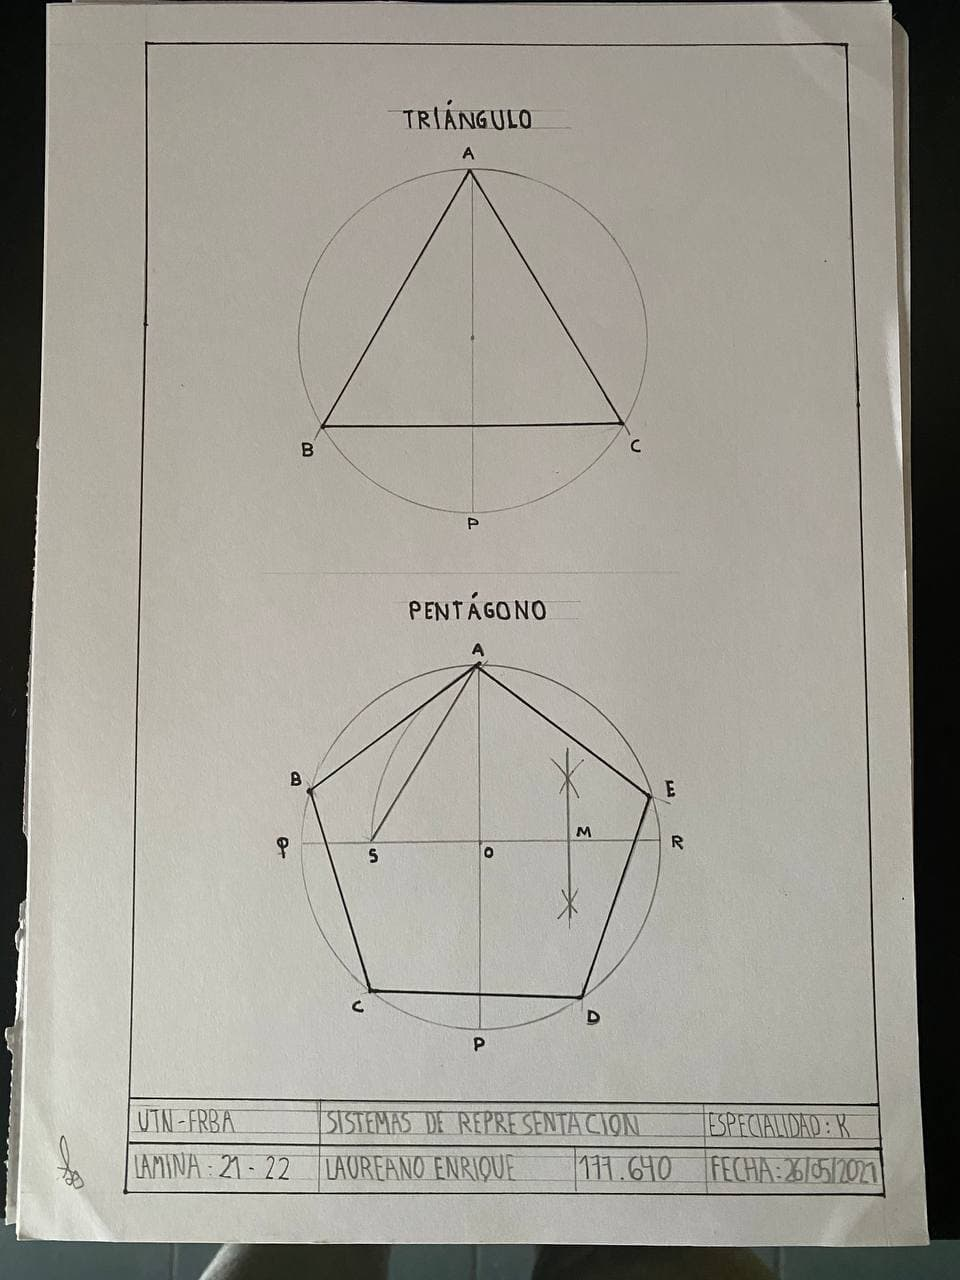 TRIÁNGULO
A
B
C
P
PENTÁGONO
A
B
E
Q
S
O
M
R
C
D
P
UTN-FRBA
SISTEMAS DE REPRESENTACION
ESPECIALIDAD: K
LAMINA: 21-22
LAUREANO ENRIQUE
177.640
FECHA: 26/05/2021